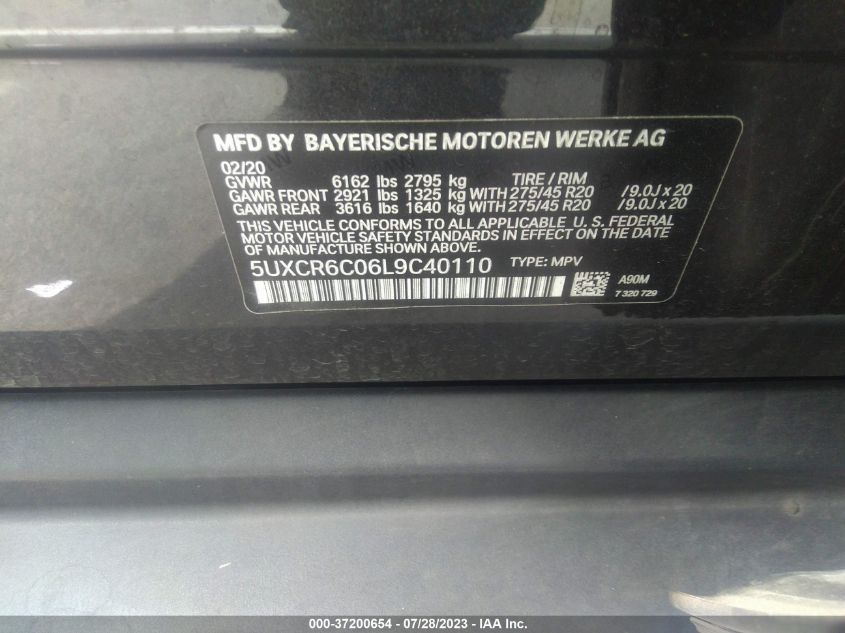 MFD BY BAYERISCHE MOTOREN WERKE AG
02/20
GVWR 6162 lbs 2795 kg TIRE / RIM
GAWR FRONT 2921 lbs 1325 kg WITH 275/45 R20 /9.0J x 20
GAWR REAR 3616 lbs 1640 kg WITH 275/45 R20 /9.0J x 20
THIS VEHICLE CONFORMS TO ALL APPLICABLE U. S. FEDERAL
MOTOR VEHICLE SAFETY STANDARDS IN EFFECT ON THE DATE
OF MANUFACTURE SHOWN ABOVE.
5UXCR6C06L9C40110 TYPE: MPV
A90M
7 320 729
000-37200654 - 07/28/2023 - IAA Inc.